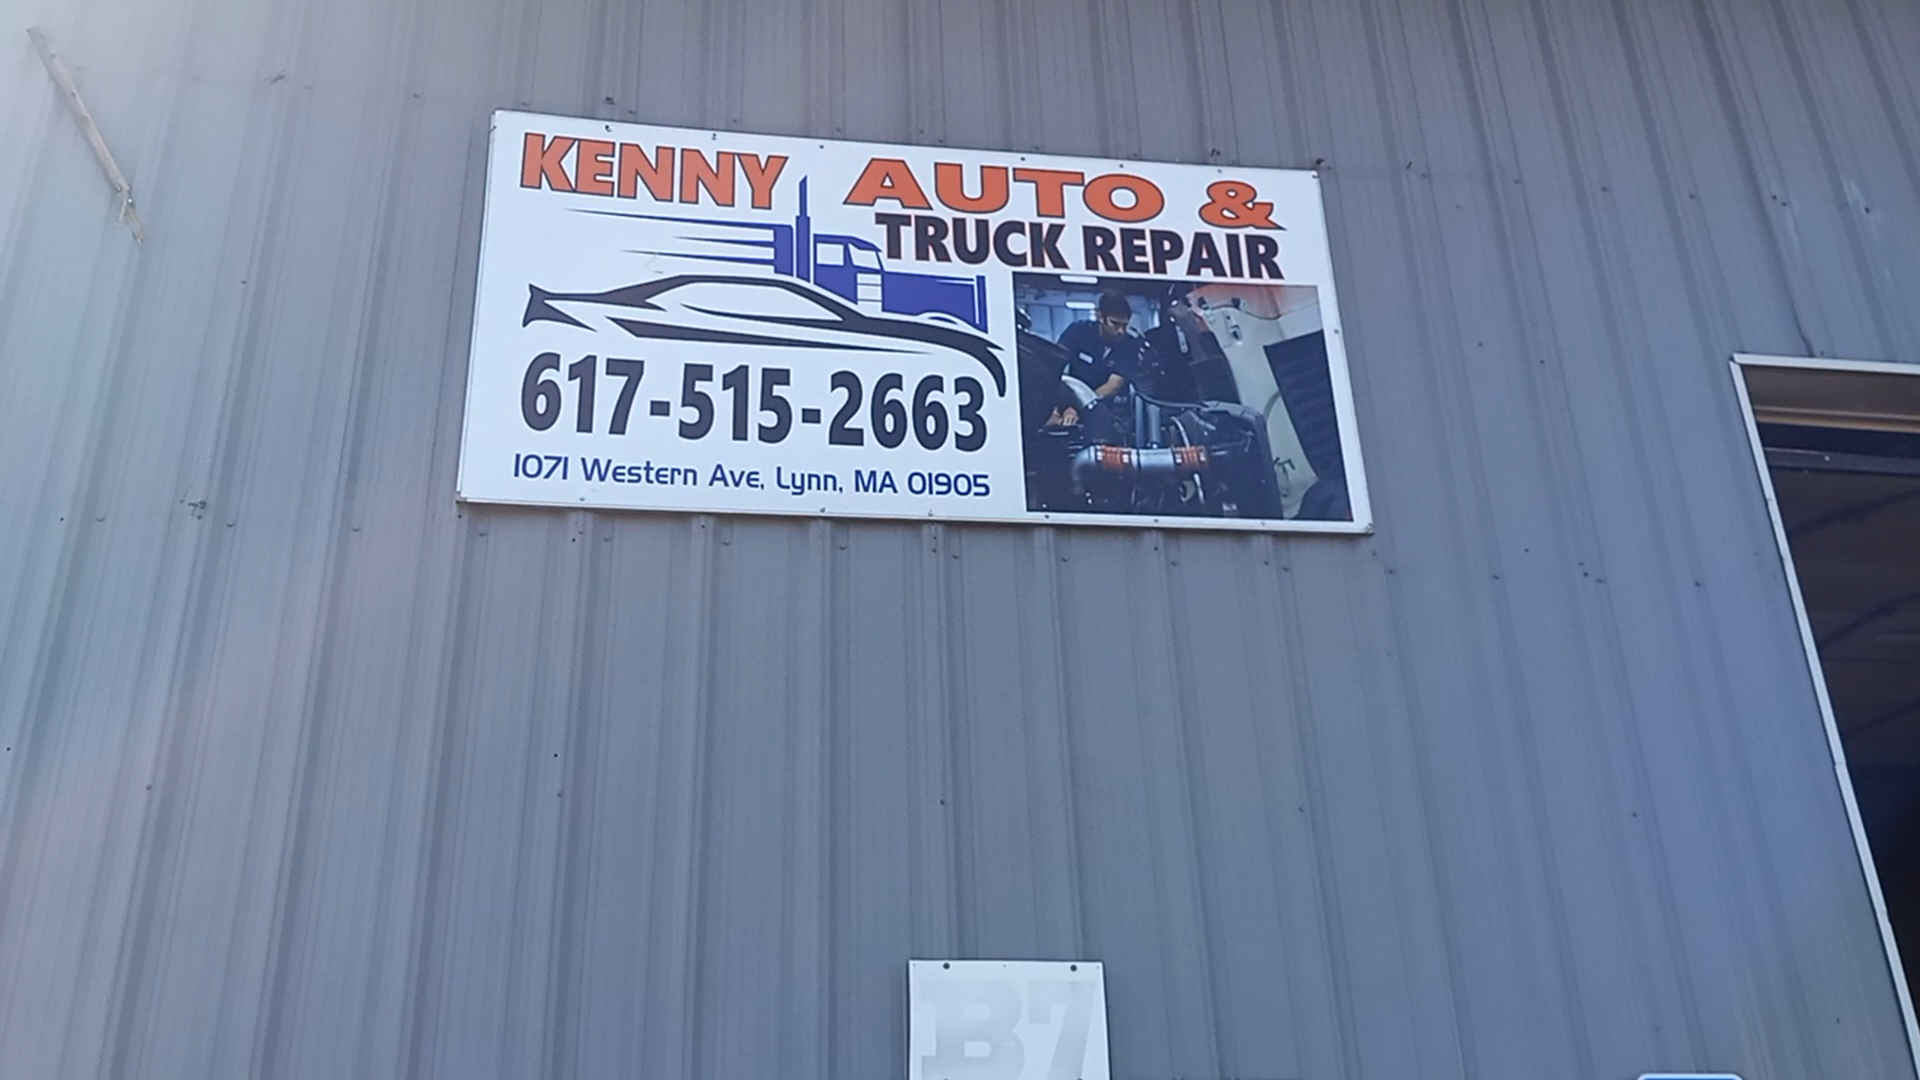 KENNY AUTO &
TRUCK REPAIR
617-515-2663
1071 Western Ave, Lynn, MA 01905
B7